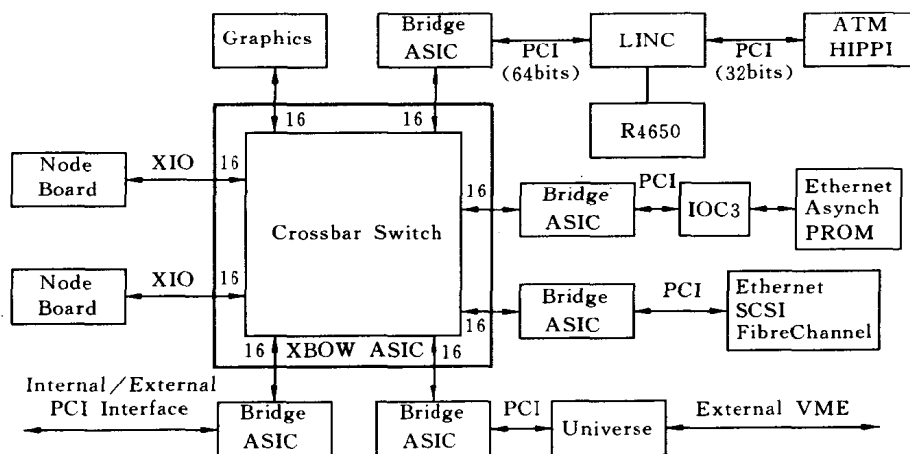 Graphics
Bridge
ASIC
PCI
(64bits)
LINC
PCI
(32bits)
ATM
HIPPI
R4650
16
16
Node
Board
XIO
16
Crossbar Switch
16
Bridge
ASIC
PCI
IOC3
Ethernet
Asynch
PROM
Node
Board
XIO
16
16
Bridge
ASIC
PCI
Ethernet
SCSI
FibreChannel
16
XBOW ASIC
16
Internal/External
PCI Interface
Bridge
ASIC
Bridge
ASIC
PCI
Universe
External VME